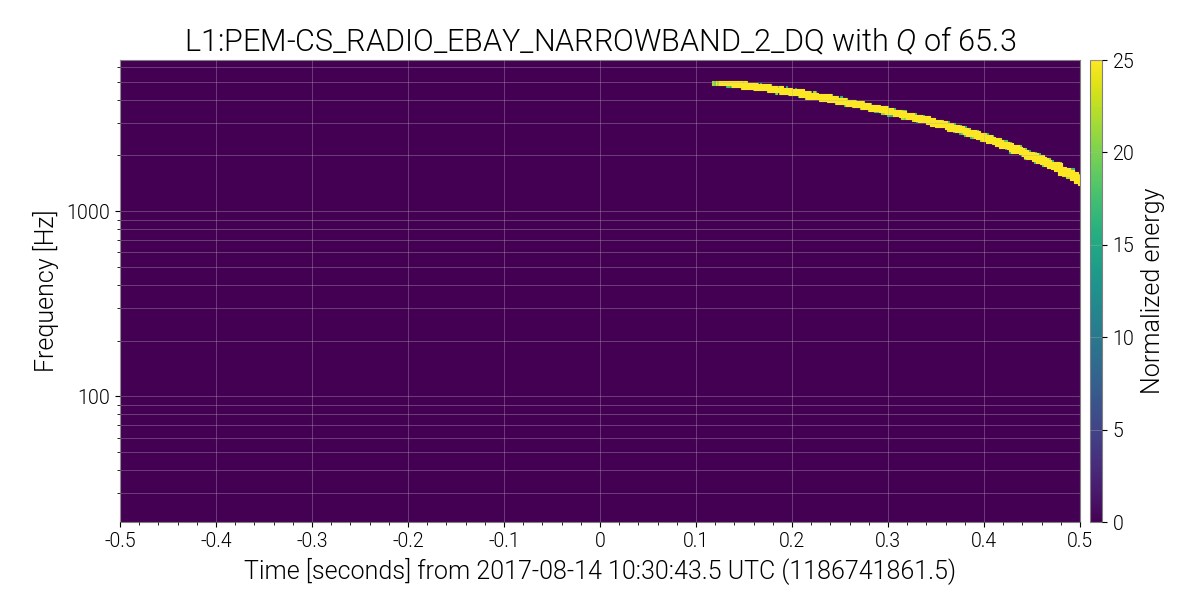 L1:PEM-CS_RADIO_EBAY_NARROWBAND_2_DQ with Q of 65.3
Frequency [Hz]
1000
100
-0.5 -0.4 -0.3 -0.2 -0.1 0 0.1 0.2 0.3 0.4 0.5
Time [seconds] from 2017-08-14 10:30:43.5 UTC (1186741861.5)
25
20
15
10
5
0
Normalized energy